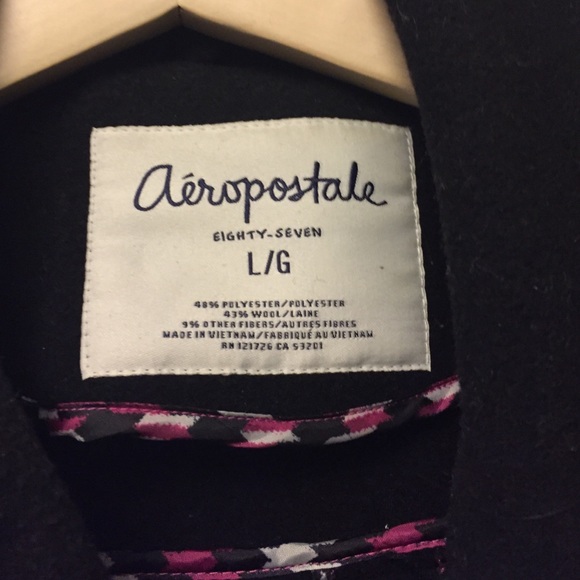 aéropostale
EIGHTY-SEVEN
L/G
48% POLYESTER/POLYESTER
43% WOOL/LAINE
9% OTHER FIBERS/AUTRES FIBRES
MADE IN VIETNAM/FABRIQUÉ AU VIETNAM
RN 121726 CA 53201